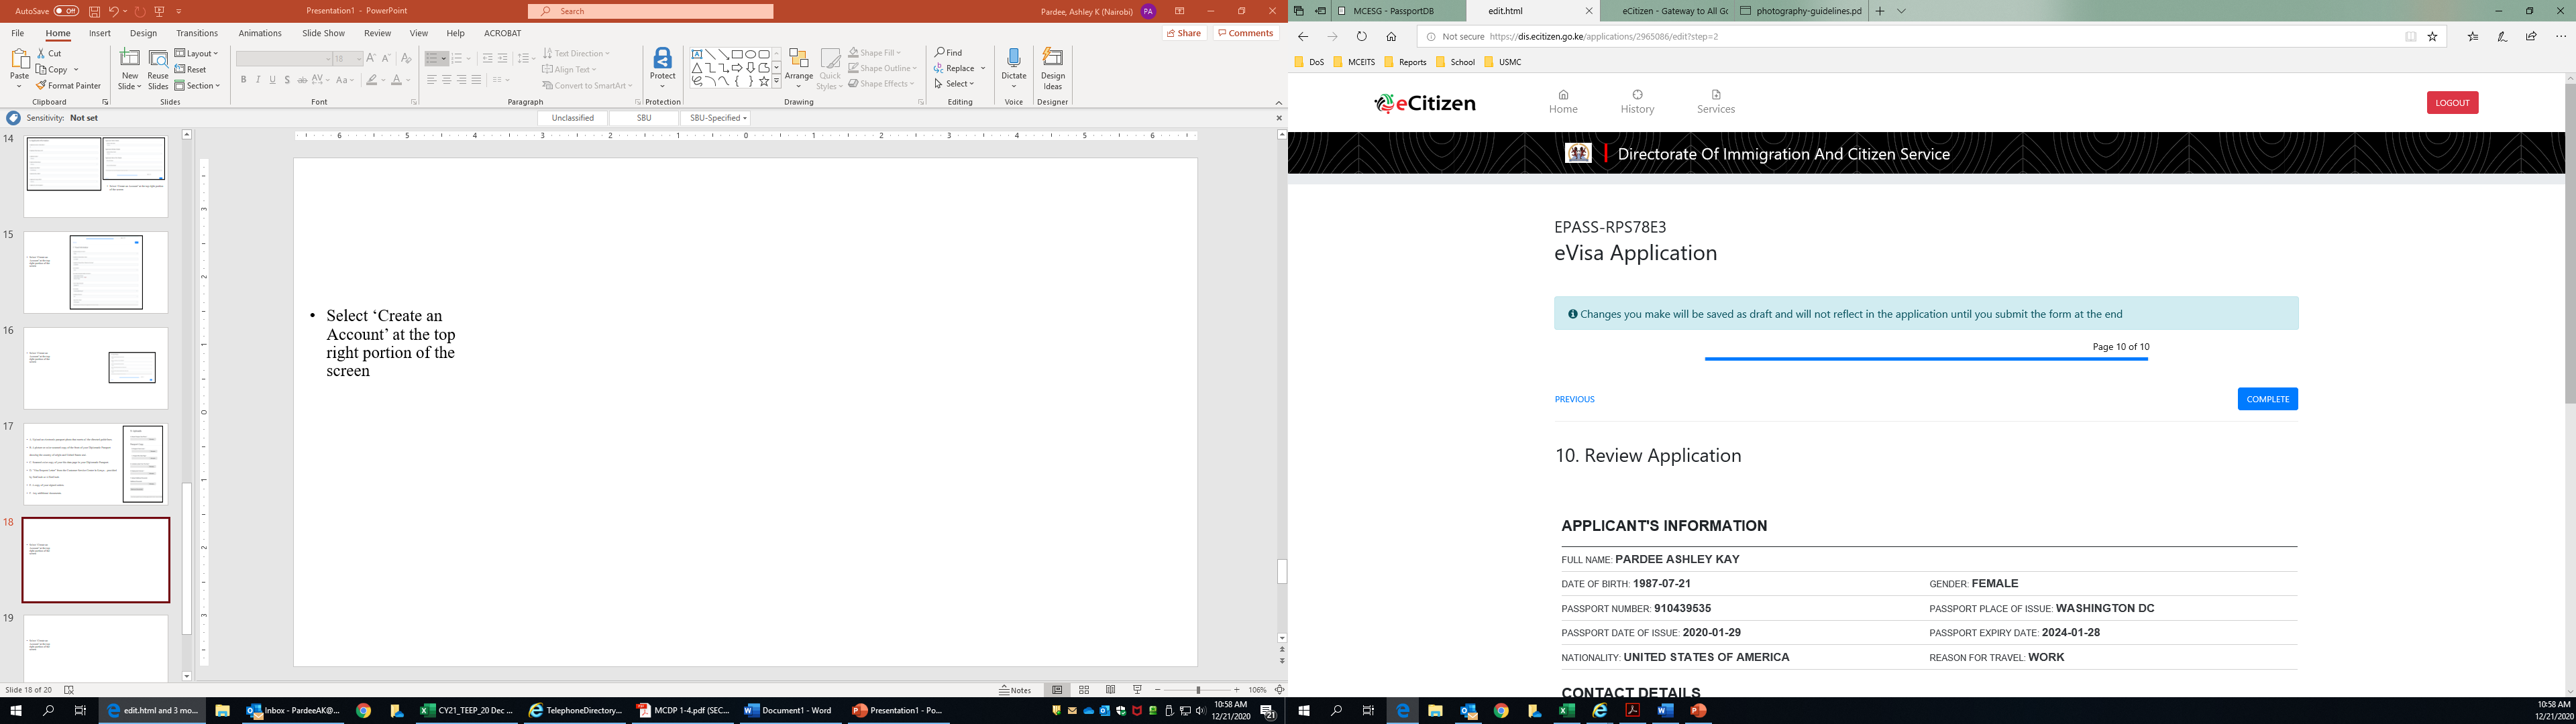 AutoSave Off
Presentation1 - PowerPoint
Search
Pardee, Ashley K (Nairobi) PA
File Home Insert Design Transitions Animations Slide Show Review View Help ACROBAT
Share Comments
Paste
Cut
Copy
Format Painter
Clipboard
New Slide
Reuse Slides
Layout
Reset
Section
Slides
18
Font
Paragraph
Text Direction
Align Text
Convert to SmartArt
Protect
Protection
Arrange
Quick Styles
Shape Fill
Shape Outline
Shape Effects
Drawing
Find
Replace
Select
Editing
Dictate
Voice
Design Ideas
Designer
Sensitivity: Not set
Unclassified SBU SBU-Specified
14
15
16
17
18
19
• Select ‘Create an
Account’ at the top
right portion of the
screen
Slide 18 of 20
Notes
106%
edit.html and 3 mo...
Inbox - PardeeAK@...
CY21_TEEP_20 Dec ...
TelephoneDirectory...
MCDP 1-4.pdf (SEC...
Document1 - Word
Presentation1 - Po...
10:58 AM
12/21/2020
21
MCESG - PassportDB
edit.html
eCitizen - Gateway to All Go
photography-guidelines.pd
Not secure https://dis.ecitizen.go.ke/applications/2965086/edit?step=2
DoS MCEITS Reports School USMC
eCitizen
Home History Services
LOGOUT
Directorate Of Immigration And Citizen Service
EPASS-RPS78E3
eVisa Application
Changes you make will be saved as draft and will not reflect in the application until you submit the form at the end
Page 10 of 10
PREVIOUS COMPLETE
10. Review Application
APPLICANT'S INFORMATION
FULL NAME: PARDEE ASHLEY KAY
DATE OF BIRTH: 1987-07-21 GENDER: FEMALE
PASSPORT NUMBER: 910439535 PASSPORT PLACE OF ISSUE: WASHINGTON DC
PASSPORT DATE OF ISSUE: 2020-01-29 PASSPORT EXPIRY DATE: 2024-01-28
NATIONALITY: UNITED STATES OF AMERICA REASON FOR TRAVEL: WORK
CONTACT DETAILS
10:58 AM
12/21/2020